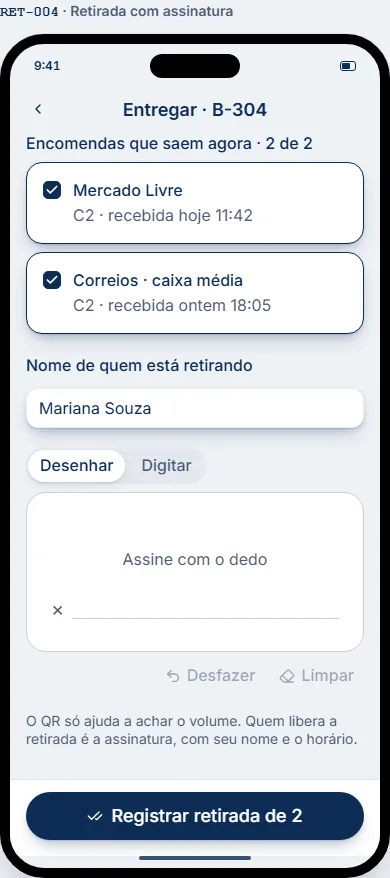 RET-004 · Retirada com assinatura
9:41
Entregar · B-304
Encomendas que saem agora · 2 de 2
Mercado Livre
C2 · recebida hoje 11:42
Correios · caixa média
C2 · recebida ontem 18:05
Nome de quem está retirando
Mariana Souza
Desenhar Digitar
Assine com o dedo
×
Desfazer Limpar
O QR só ajuda a achar o volume. Quem libera a
retirada é a assinatura, com seu nome e o horário.
Registrar retirada de 2